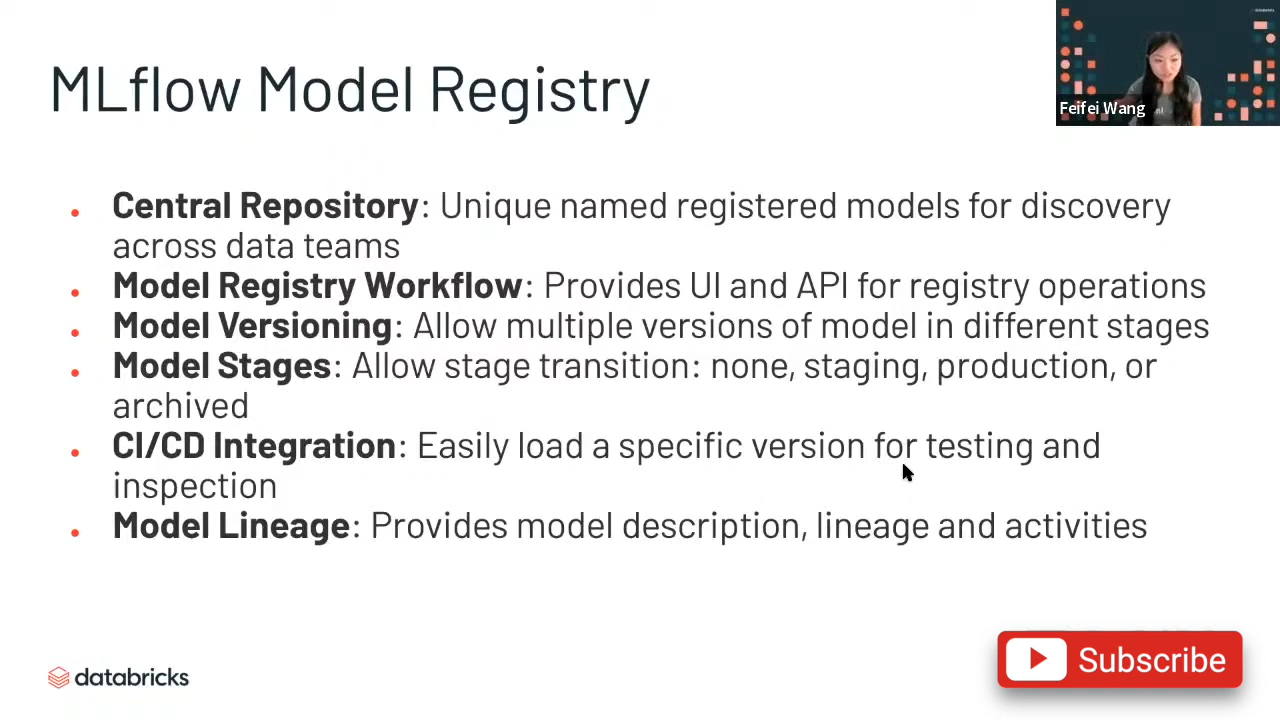 MLflow Model Registry
Feifei Wang
• Central Repository: Unique named registered models for discovery
across data teams
• Model Registry Workflow: Provides UI and API for registry operations
• Model Versioning: Allow multiple versions of model in different stages
• Model Stages: Allow stage transition: none, staging, production, or
archived
• CI/CD Integration: Easily load a specific version for testing and
inspection
• Model Lineage: Provides model description, lineage and activities
databricks
Subscribe